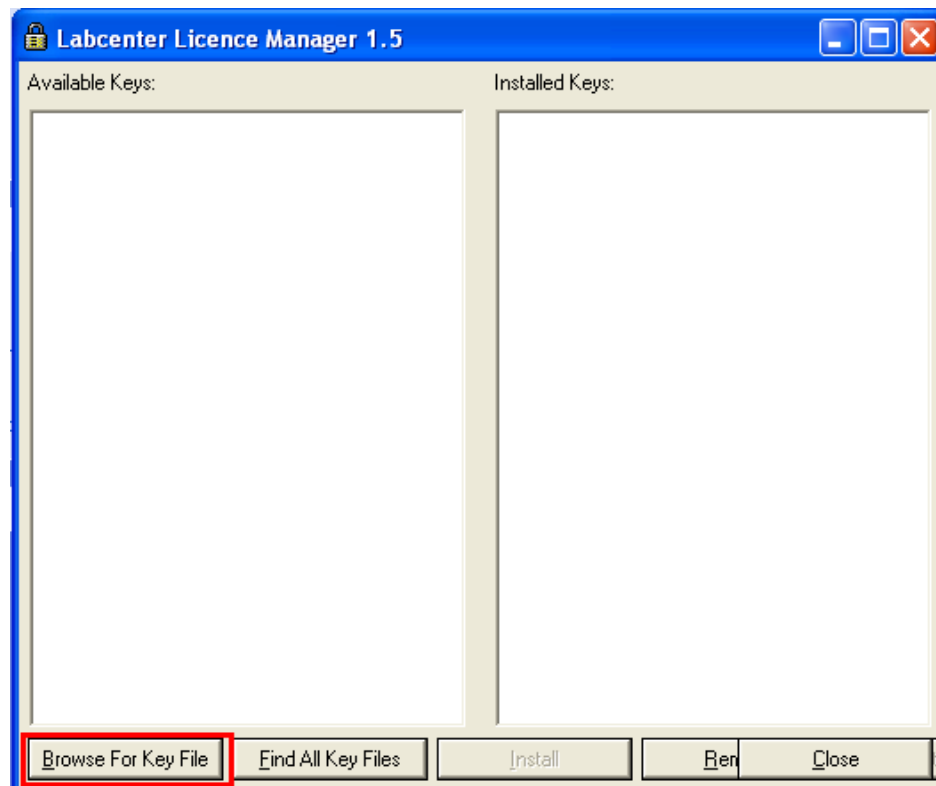 Labcenter Licence Manager 1.5
Available Keys: Installed Keys:
Browse For Key File Find All Key Files Install Ren Close